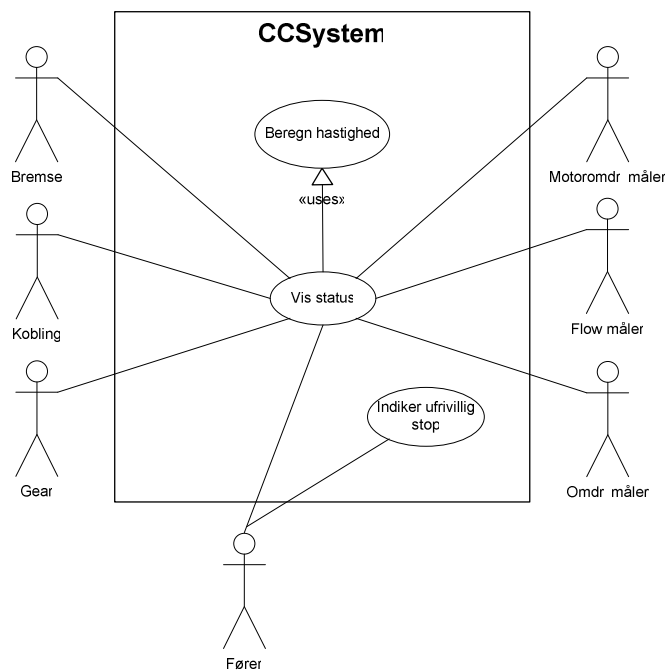 CCSystem
Beregn hastighed
Bremse
Motoromdr måler
«uses»
Vis status
Kobling
Flow måler
Indiker ufrivillig
stop
Gear
Omdr måler
Fører